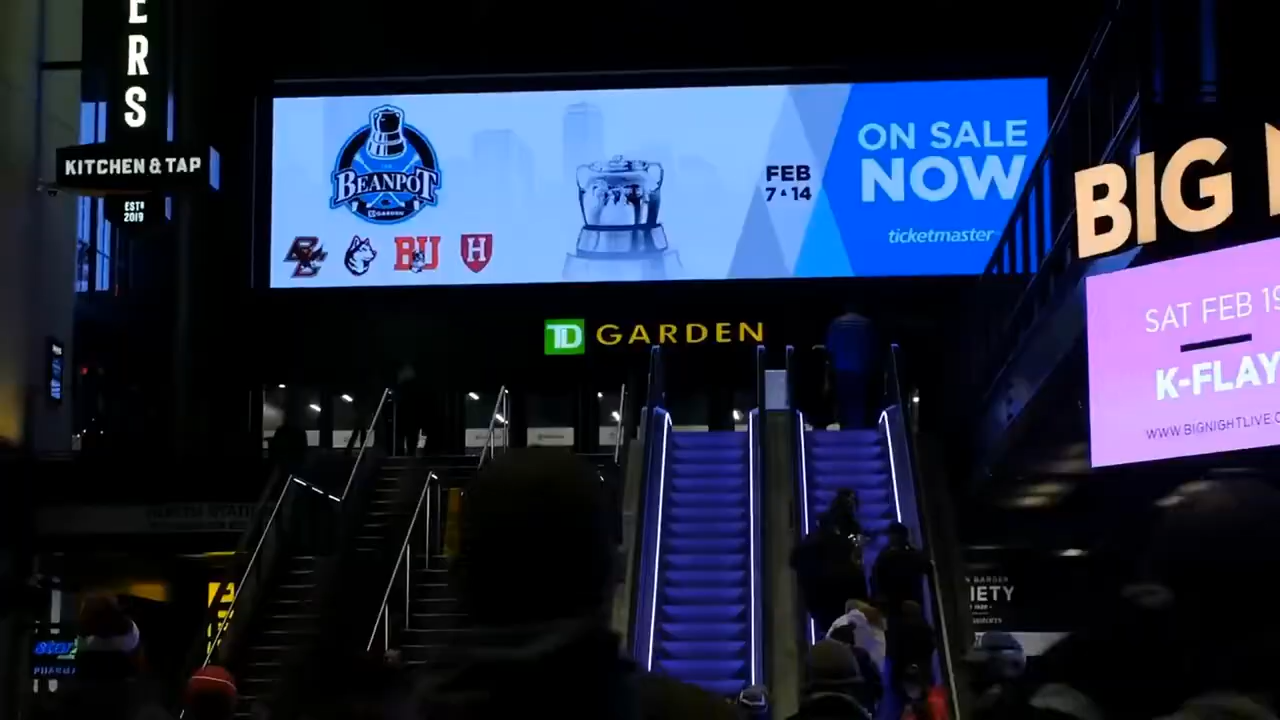 ERS
KITCHEN & TAP
ESTD
2019
BEANPOT
GARDEN
BU
H
FEB
7 • 14
ON SALE
NOW
ticketmaster
TD GARDEN
BIG
SAT FEB 19
K-FLAY
WWW.BIGNIGHTLIVE.C
IETY